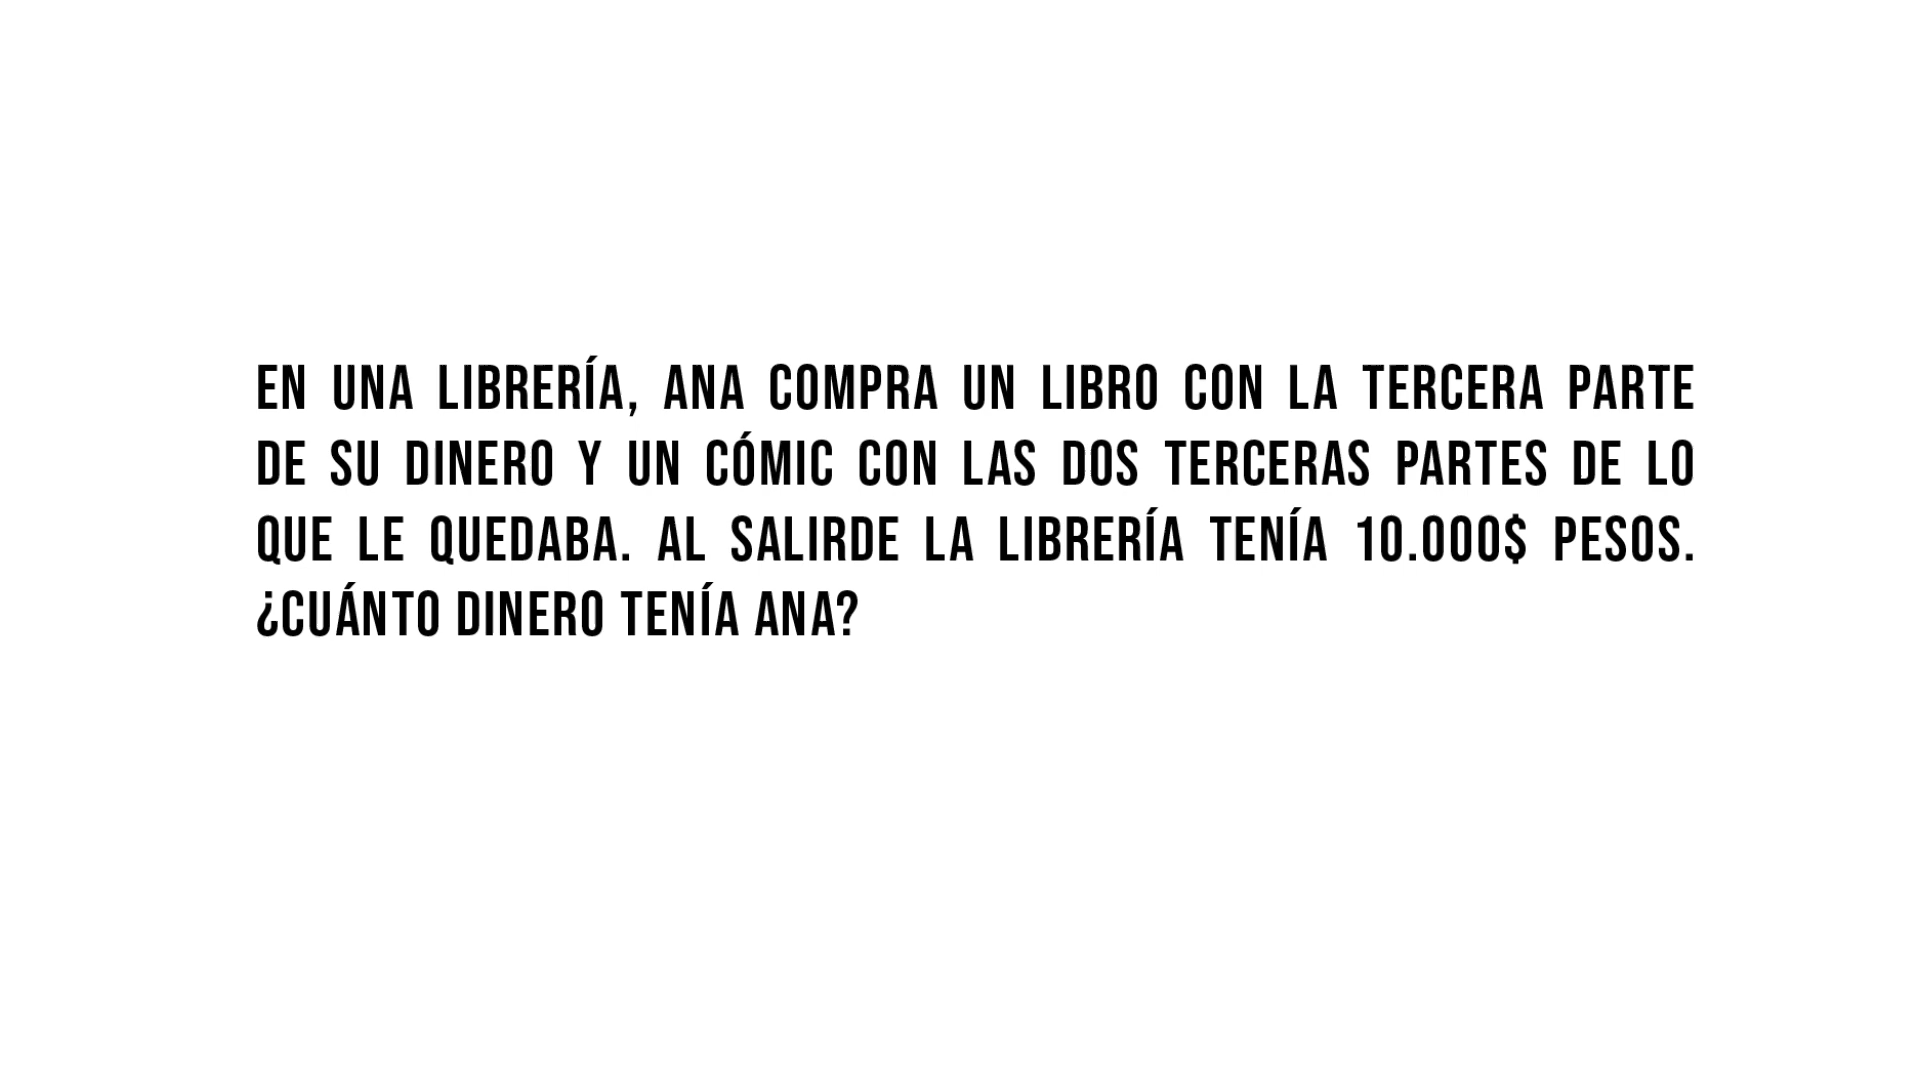 EN UNA LIBRERÍA, ANA COMPRA UN LIBRO CON LA TERCERA PARTE
DE SU DINERO Y UN CÓMIC CON LAS DOS TERCERAS PARTES DE LO
QUE LE QUEDABA. AL SALIRDE LA LIBRERÍA TENÍA 10.000$ PESOS.
¿CUÁNTO DINERO TENÍA ANA?